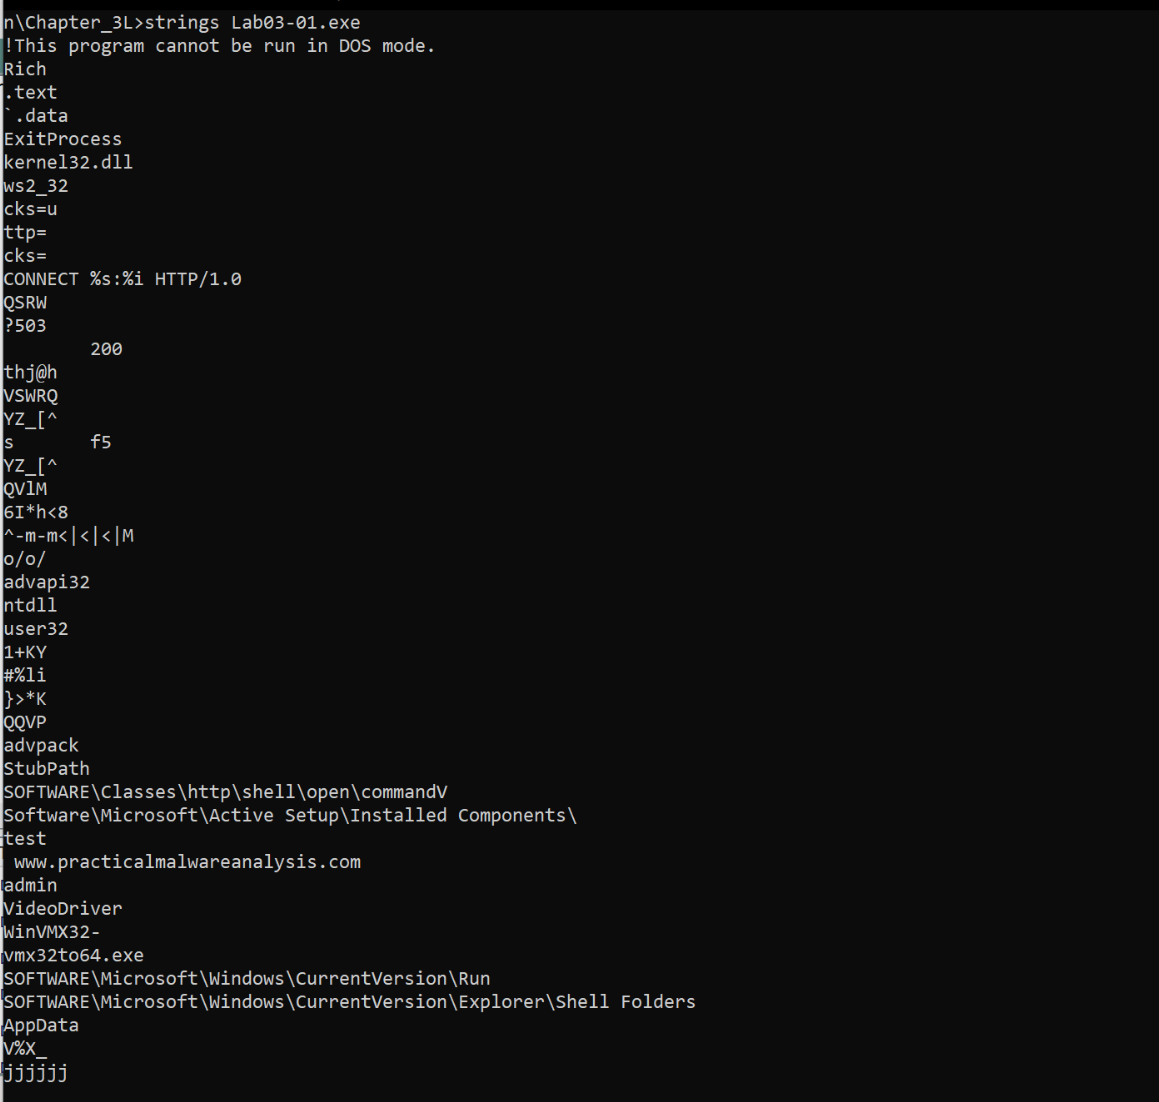 n\Chapter_3L>strings Lab03-01.exe
!This program cannot be run in DOS mode.
Rich
.text
`.data
ExitProcess
kernel32.dll
ws2_32
cks=u
ttp=
cks=
CONNECT %s:%i HTTP/1.0
QSRW
?503
200
thj@h
VSWRQ
YZ_[^
s f5
YZ_[^
QVlM
6I*h<8
^-m-m<|<|<|M
o/o/
advapi32
ntdll
user32
1+KY
#%li
}>*K
QQVP
advpack
StubPath
SOFTWARE\Classes\http\shell\open\commandV
Software\Microsoft\Active Setup\Installed Components\
test
www.practicalmalwareanalysis.com
admin
VideoDriver
WinVMX32-
vmx32to64.exe
SOFTWARE\Microsoft\Windows\CurrentVersion\Run
SOFTWARE\Microsoft\Windows\CurrentVersion\Explorer\Shell Folders
AppData
V%X_
jjjjjj